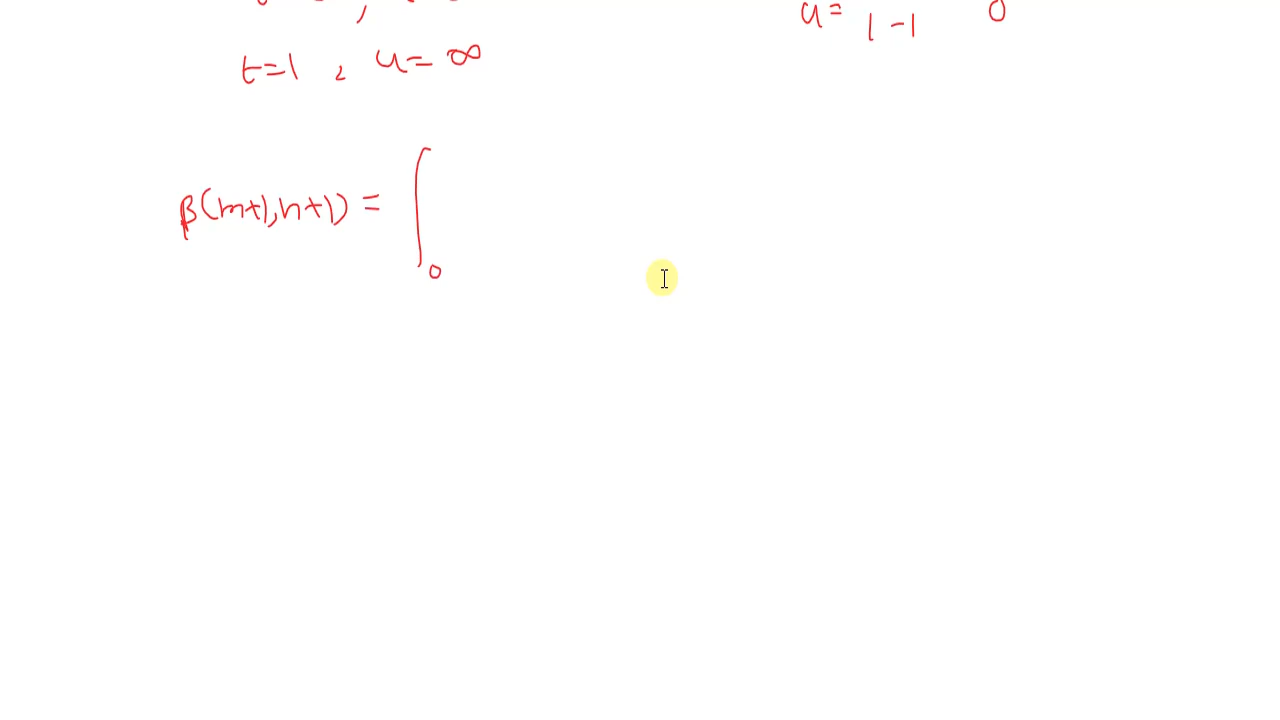 u = 1 - 1 0
t=1 , u= ∞
β(m+1,n+1) = ∫ 0